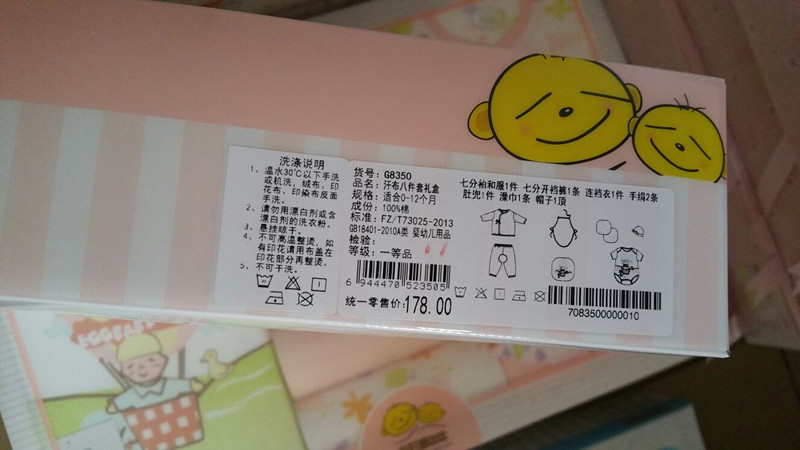 洗涤说明
1、温水30℃以下手洗
或机洗，绒布，印
花布，印染布反面
手洗。
2、请勿用漂白剂或含
漂白剂的洗衣粉。
3、悬挂晾干。
4、不可高温整烫，如
有印花请用布盖在
印花部分再整烫。
5、不可干洗。
货号：G8350
品名：汗布八件套礼盒
规格：适合0-12个月
成份：100%棉
标准：FZ/T73025-2013
GB18401-2010A类 婴幼儿用品
检验：
等级：一等品
6 944470 523505
统一零售价：178.00
七分袖和服1件 七分开裆裤1条 连裆衣1件 手绢2条
肚兜1件 澡巾1条 帽子1顶
7083500000010
EGGBABY